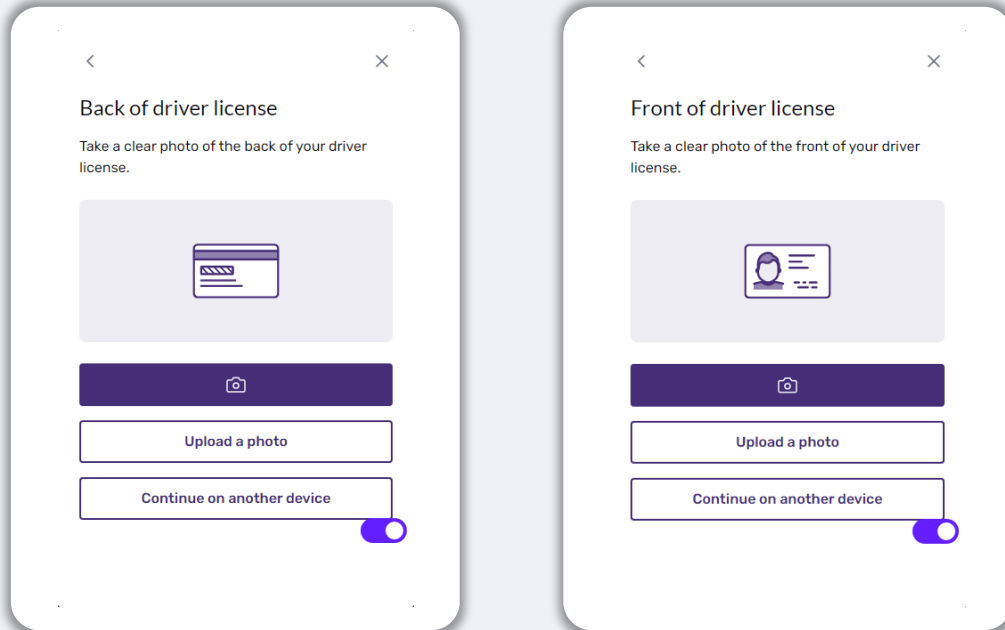 Back of driver license
Take a clear photo of the back of your driver
license.
Upload a photo
Continue on another device
Front of driver license
Take a clear photo of the front of your driver
license.
Upload a photo
Continue on another device